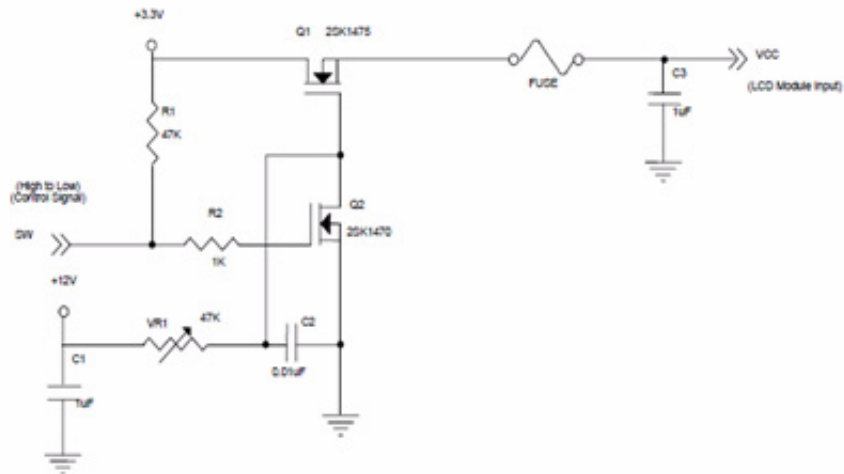 +3.3V
Q1 2SK1475
VCC
(LCD Module Input)
FUSE
C3
1uF
R1
47K
(High to Low)
(Control Signal)
SW
R2
1K
Q2
2SK1470
+12V
VR1
47K
C1
1uF
C2
0.01uF